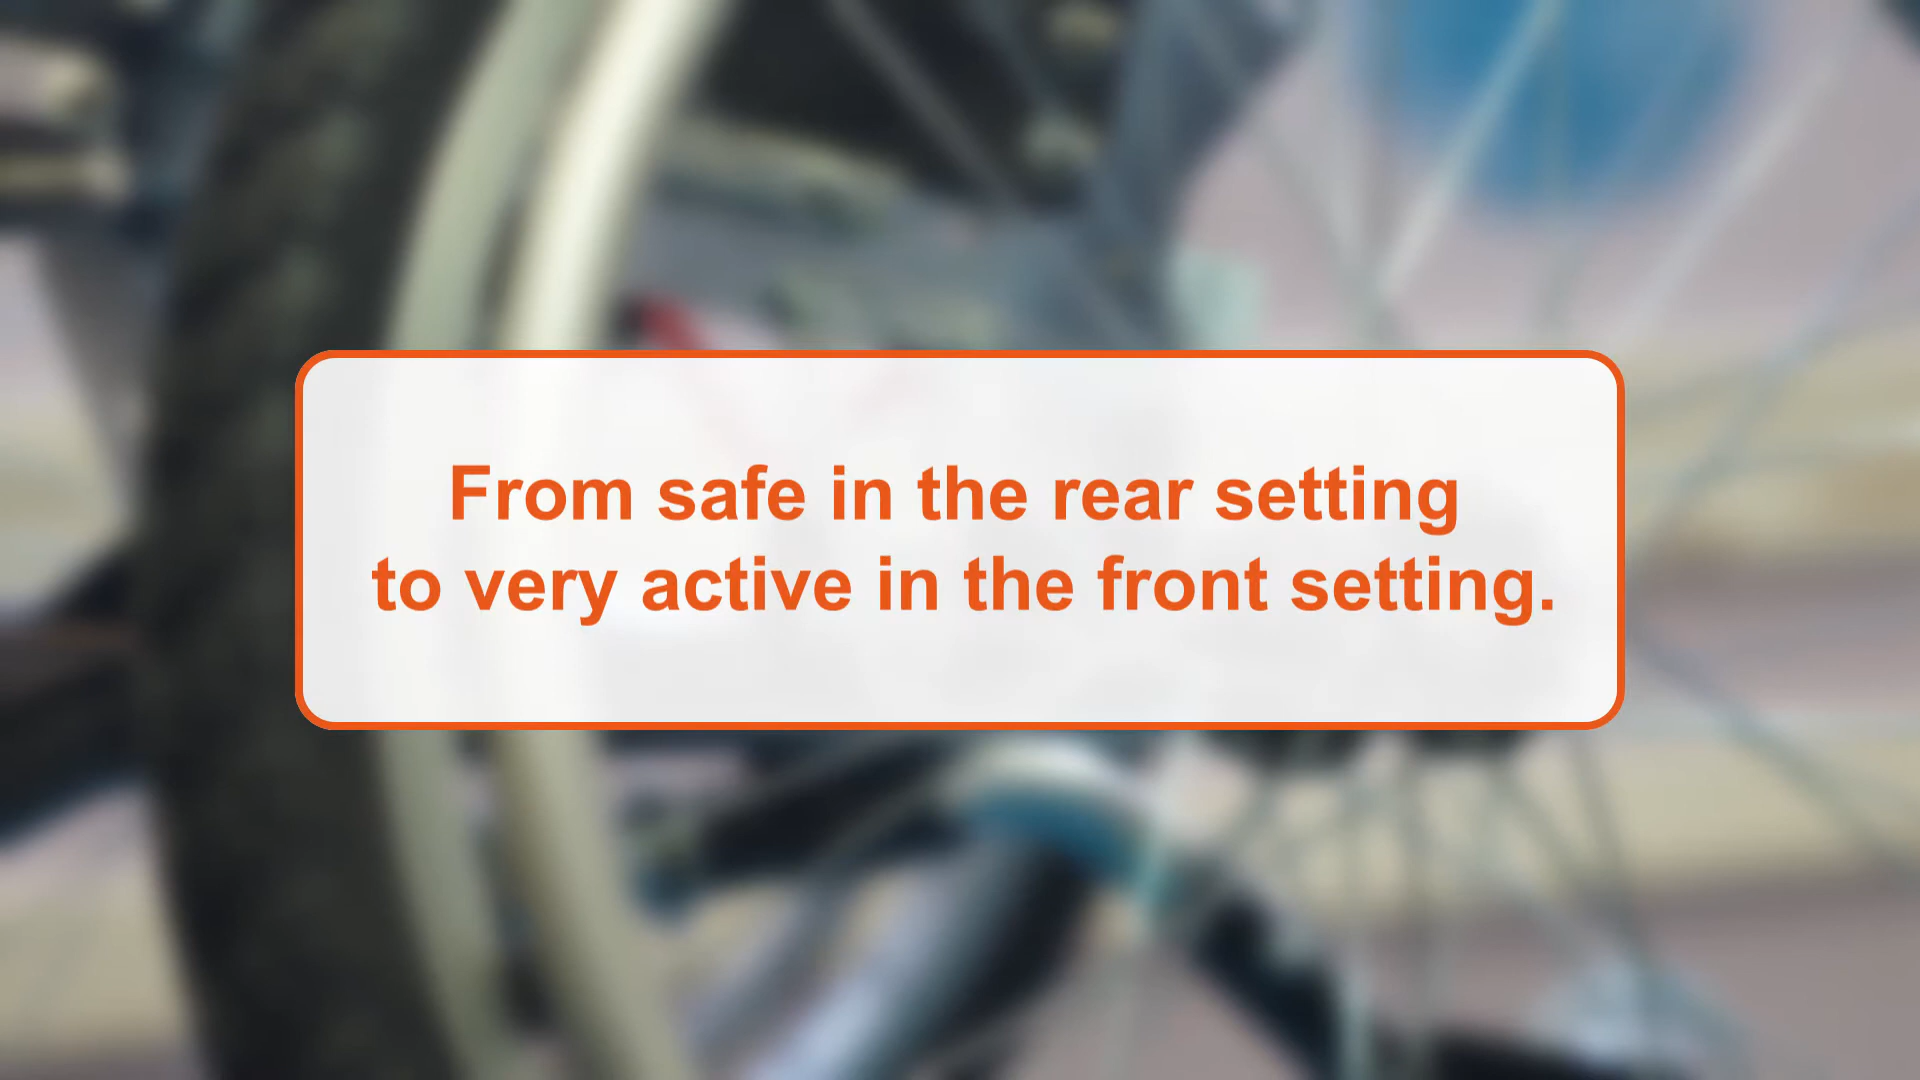 From safe in the rear setting
to very active in the front setting.